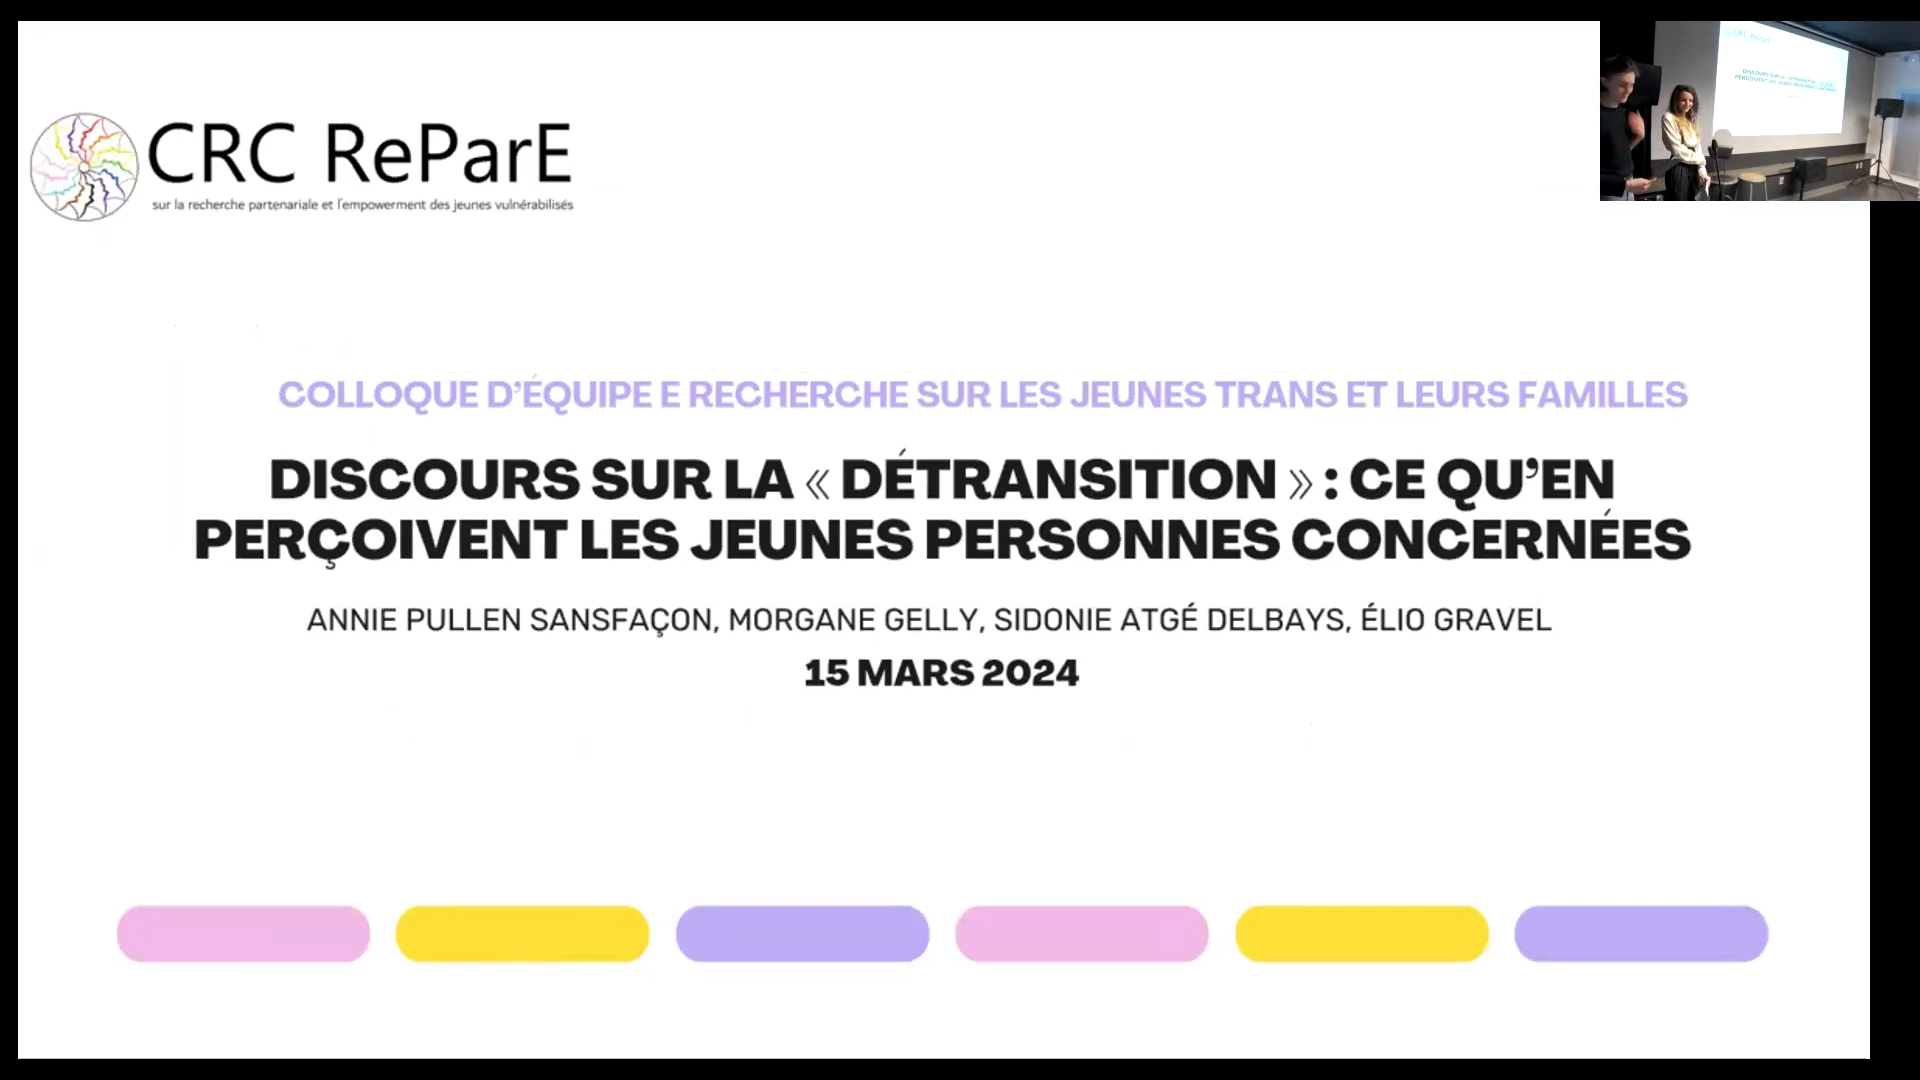 CRC ReParE
sur la recherche partenariale et l'empowerment des jeunes vulnérabilisés
COLLOQUE D'ÉQUIPE E RECHERCHE SUR LES JEUNES TRANS ET LEURS FAMILLES
DISCOURS SUR LA « DÉTRANSITION » : CE QU'EN
PERÇOIVENT LES JEUNES PERSONNES CONCERNÉES
ANNIE PULLEN SANSFAÇON, MORGANE GELLY, SIDONIE ATGÉ DELBAYS, ÉLIO GRAVEL
15 MARS 2024